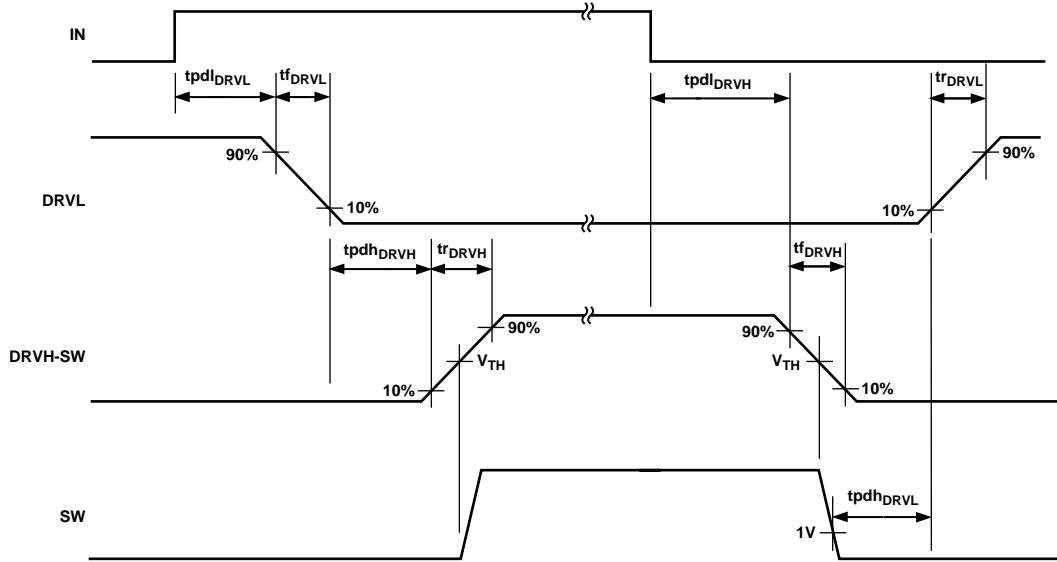 IN
tpdlDRVL
tfDRVL
tpdlDRVH
trDRVL
90%
90%
DRVL
10%
10%
tpdhDRVH
trDRVH
tfDRVH
90%
90%
DRVH-SW
VTH
VTH
10%
10%
SW
tpdhDRVL
1V